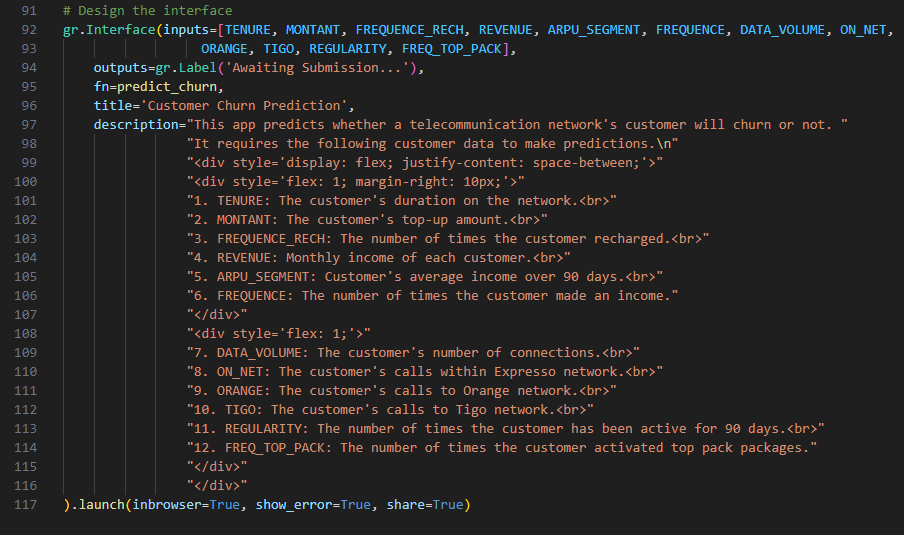 91 # Design the interface
92 gr.Interface(inputs=[TENURE, MONTANT, FREQUENCE_RECH, REVENUE, ARPU_SEGMENT, FREQUENCE, DATA_VOLUME, ON_NET,
93 ORANGE, TIGO, REGULARITY, FREQ_TOP_PACK],
94 outputs=gr.Label('Awaiting Submission...'),
95 fn=predict_churn,
96 title='Customer Churn Prediction',
97 description="This app predicts whether a telecommunication network's customer will churn or not. "
98 "It requires the following customer data to make predictions.\n"
99 "<div style='display: flex; justify-content: space-between;'>"
100 "<div style='flex: 1; margin-right: 10px;'>"
101 "1. TENURE: The customer's duration on the network.<br>"
102 "2. MONTANT: The customer's top-up amount.<br>"
103 "3. FREQUENCE_RECH: The number of times the customer recharged.<br>"
104 "4. REVENUE: Monthly income of each customer.<br>"
105 "5. ARPU_SEGMENT: Customer's average income over 90 days.<br>"
106 "6. FREQUENCE: The number of times the customer made an income."
107 "</div>"
108 "<div style='flex: 1;'>"
109 "7. DATA_VOLUME: The customer's number of connections.<br>"
110 "8. ON_NET: The customer's calls within Expresso network.<br>"
111 "9. ORANGE: The customer's calls to Orange network.<br>"
112 "10. TIGO: The customer's calls to Tigo network.<br>"
113 "11. REGULARITY: The number of times the customer has been active for 90 days.<br>"
114 "12. FREQ_TOP_PACK: The number of times the customer activated top pack packages."
115 "</div>"
116 "</div>"
117 ).launch(inbrowser=True, show_error=True, share=True)